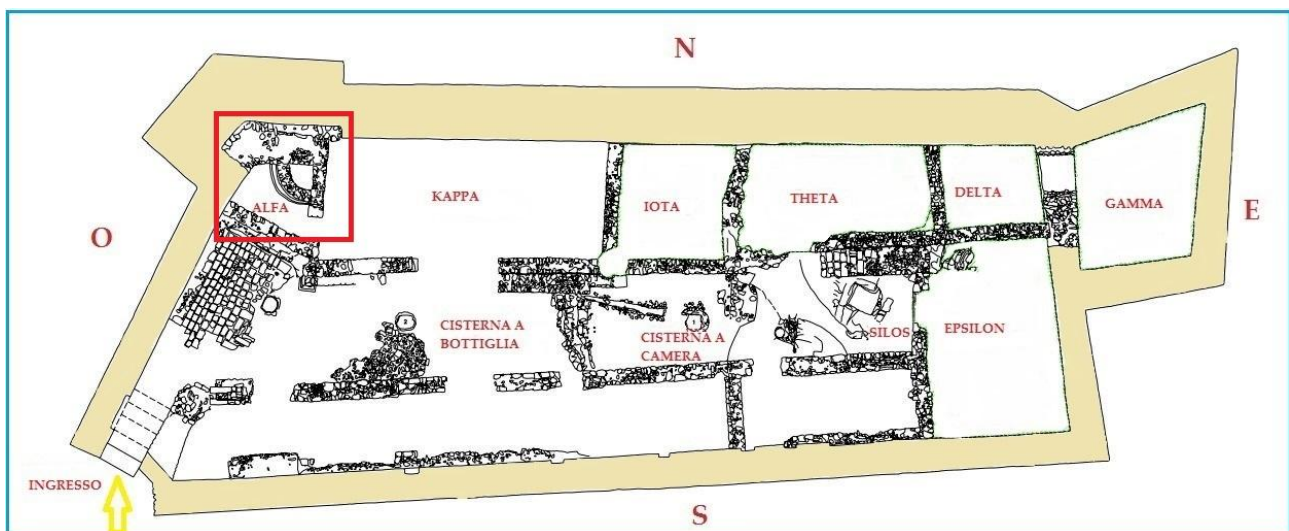 N
O
ALFA
KAPPA
IOTA
THETA
DELTA
GAMMA
E
CISTERNA A
BOTTIGLIA
CISTERNA A
CAMERA
SILOS
EPSILON
INGRESSO
S